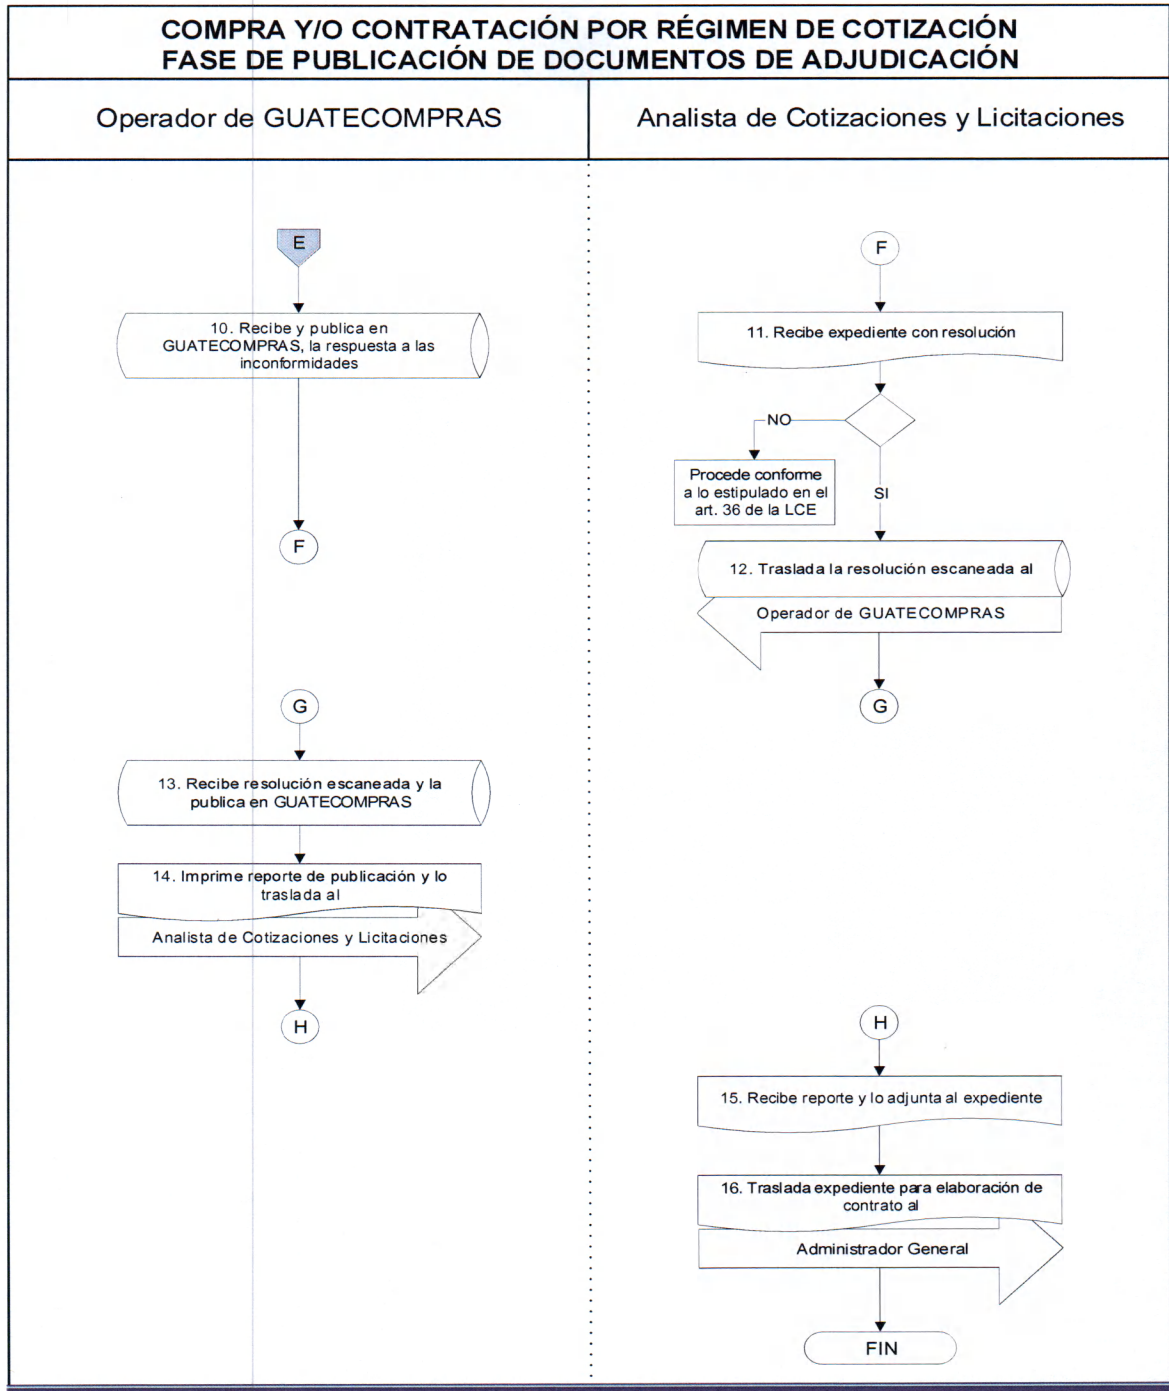 COMPRA Y/O CONTRATACIÓN POR RÉGIMEN DE COTIZACIÓN
FASE DE PUBLICACIÓN DE DOCUMENTOS DE ADJUDICACIÓN
Operador de GUATECOMPRAS
Analista de Cotizaciones y Licitaciones
E
10. Recibe y publica en
GUATECOMPRAS, la respuesta a las
inconformidades
F
F
11. Recibe expediente con resolución
NO
Procede conforme
a lo estipulado en el
art. 36 de la LCE
SI
12. Traslada la resolución escaneada al
Operador de GUATECOMPRAS
G
G
13. Recibe resolución escaneada y la
publica en GUATECOMPRAS
14. Imprime reporte de publicación y lo
traslada al
Analista de Cotizaciones y Licitaciones
H
H
15. Recibe reporte y lo adjunta al expediente
16. Traslada expediente para elaboración de
contrato al
Administrador General
FIN